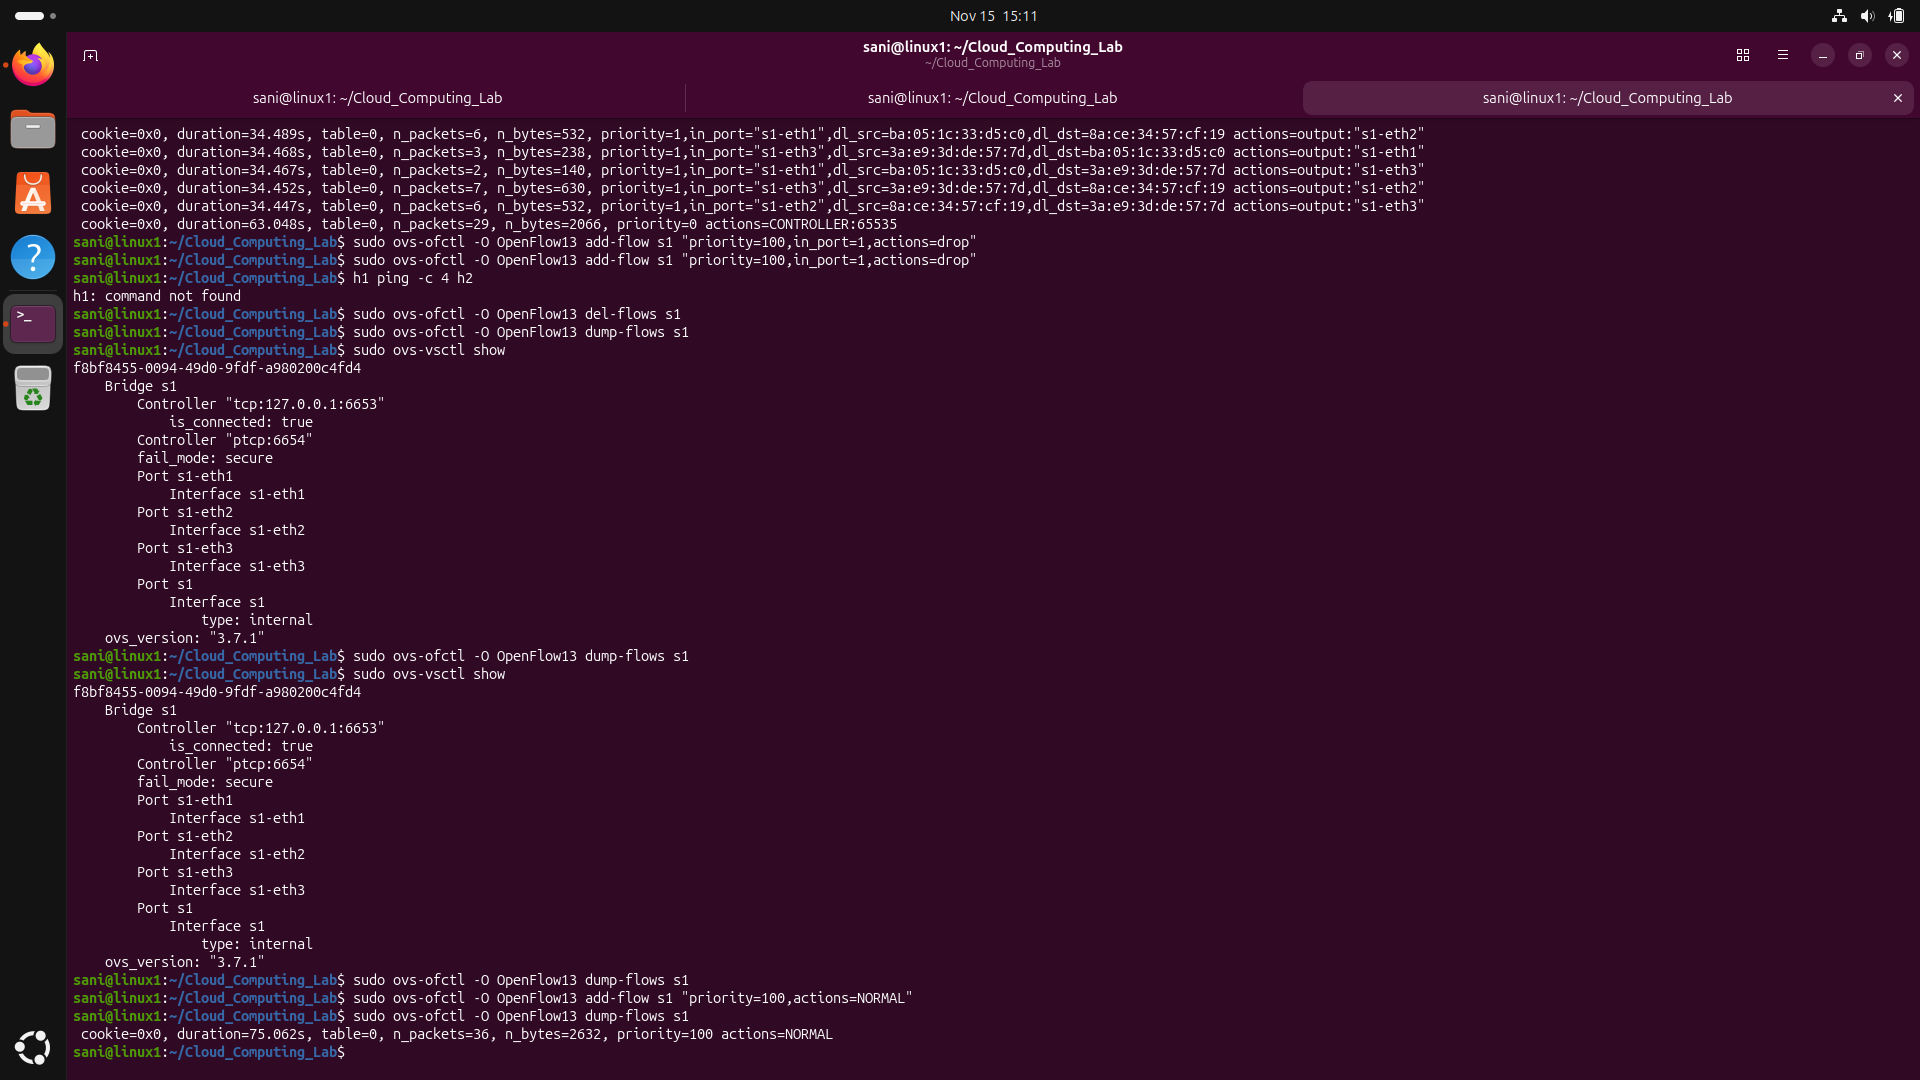 Nov 15 15:11
sani@linux1: ~/Cloud_Computing_Lab
~/Cloud_Computing_Lab
sani@linux1: ~/Cloud_Computing_Lab
sani@linux1: ~/Cloud_Computing_Lab
sani@linux1: ~/Cloud_Computing_Lab
cookie=0x0, duration=34.489s, table=0, n_packets=6, n_bytes=532, priority=1,in_port="s1-eth1",dl_src=ba:05:1c:33:d5:c0,dl_dst=8a:ce:34:57:cf:19 actions=output:"s1-eth2"
cookie=0x0, duration=34.468s, table=0, n_packets=3, n_bytes=238, priority=1,in_port="s1-eth3",dl_src=3a:e9:3d:de:57:7d,dl_dst=ba:05:1c:33:d5:c0 actions=output:"s1-eth1"
cookie=0x0, duration=34.467s, table=0, n_packets=2, n_bytes=140, priority=1,in_port="s1-eth1",dl_src=ba:05:1c:33:d5:c0,dl_dst=3a:e9:3d:de:57:7d actions=output:"s1-eth3"
cookie=0x0, duration=34.452s, table=0, n_packets=7, n_bytes=630, priority=1,in_port="s1-eth3",dl_src=3a:e9:3d:de:57:7d,dl_dst=8a:ce:34:57:cf:19 actions=output:"s1-eth2"
cookie=0x0, duration=34.447s, table=0, n_packets=6, n_bytes=532, priority=1,in_port="s1-eth2",dl_src=8a:ce:34:57:cf:19,dl_dst=3a:e9:3d:de:57:7d actions=output:"s1-eth3"
cookie=0x0, duration=63.048s, table=0, n_packets=29, n_bytes=2066, priority=0 actions=CONTROLLER:65535
sani@linux1:~/Cloud_Computing_Lab$ sudo ovs-ofctl -O OpenFlow13 add-flow s1 "priority=100,in_port=1,actions=drop"
sani@linux1:~/Cloud_Computing_Lab$ sudo ovs-ofctl -O OpenFlow13 add-flow s1 "priority=100,in_port=1,actions=drop"
sani@linux1:~/Cloud_Computing_Lab$ h1 ping -c 4 h2
h1: command not found
sani@linux1:~/Cloud_Computing_Lab$ sudo ovs-ofctl -O OpenFlow13 del-flows s1
sani@linux1:~/Cloud_Computing_Lab$ sudo ovs-ofctl -O OpenFlow13 dump-flows s1
sani@linux1:~/Cloud_Computing_Lab$ sudo ovs-vsctl show
f8bf8455-0094-49d0-9fdf-a980200c4fd4
Bridge s1
Controller "tcp:127.0.0.1:6653"
is_connected: true
Controller "ptcp:6654"
fail_mode: secure
Port s1-eth1
Interface s1-eth1
Port s1-eth2
Interface s1-eth2
Port s1-eth3
Interface s1-eth3
Port s1
Interface s1
type: internal
ovs_version: "3.7.1"
sani@linux1:~/Cloud_Computing_Lab$ sudo ovs-ofctl -O OpenFlow13 dump-flows s1
sani@linux1:~/Cloud_Computing_Lab$ sudo ovs-vsctl show
f8bf8455-0094-49d0-9fdf-a980200c4fd4
Bridge s1
Controller "tcp:127.0.0.1:6653"
is_connected: true
Controller "ptcp:6654"
fail_mode: secure
Port s1-eth1
Interface s1-eth1
Port s1-eth2
Interface s1-eth2
Port s1-eth3
Interface s1-eth3
Port s1
Interface s1
type: internal
ovs_version: "3.7.1"
sani@linux1:~/Cloud_Computing_Lab$ sudo ovs-ofctl -O OpenFlow13 dump-flows s1
sani@linux1:~/Cloud_Computing_Lab$ sudo ovs-ofctl -O OpenFlow13 add-flow s1 "priority=100,actions=NORMAL"
sani@linux1:~/Cloud_Computing_Lab$ sudo ovs-ofctl -O OpenFlow13 dump-flows s1
cookie=0x0, duration=75.062s, table=0, n_packets=36, n_bytes=2632, priority=100 actions=NORMAL
sani@linux1:~/Cloud_Computing_Lab$